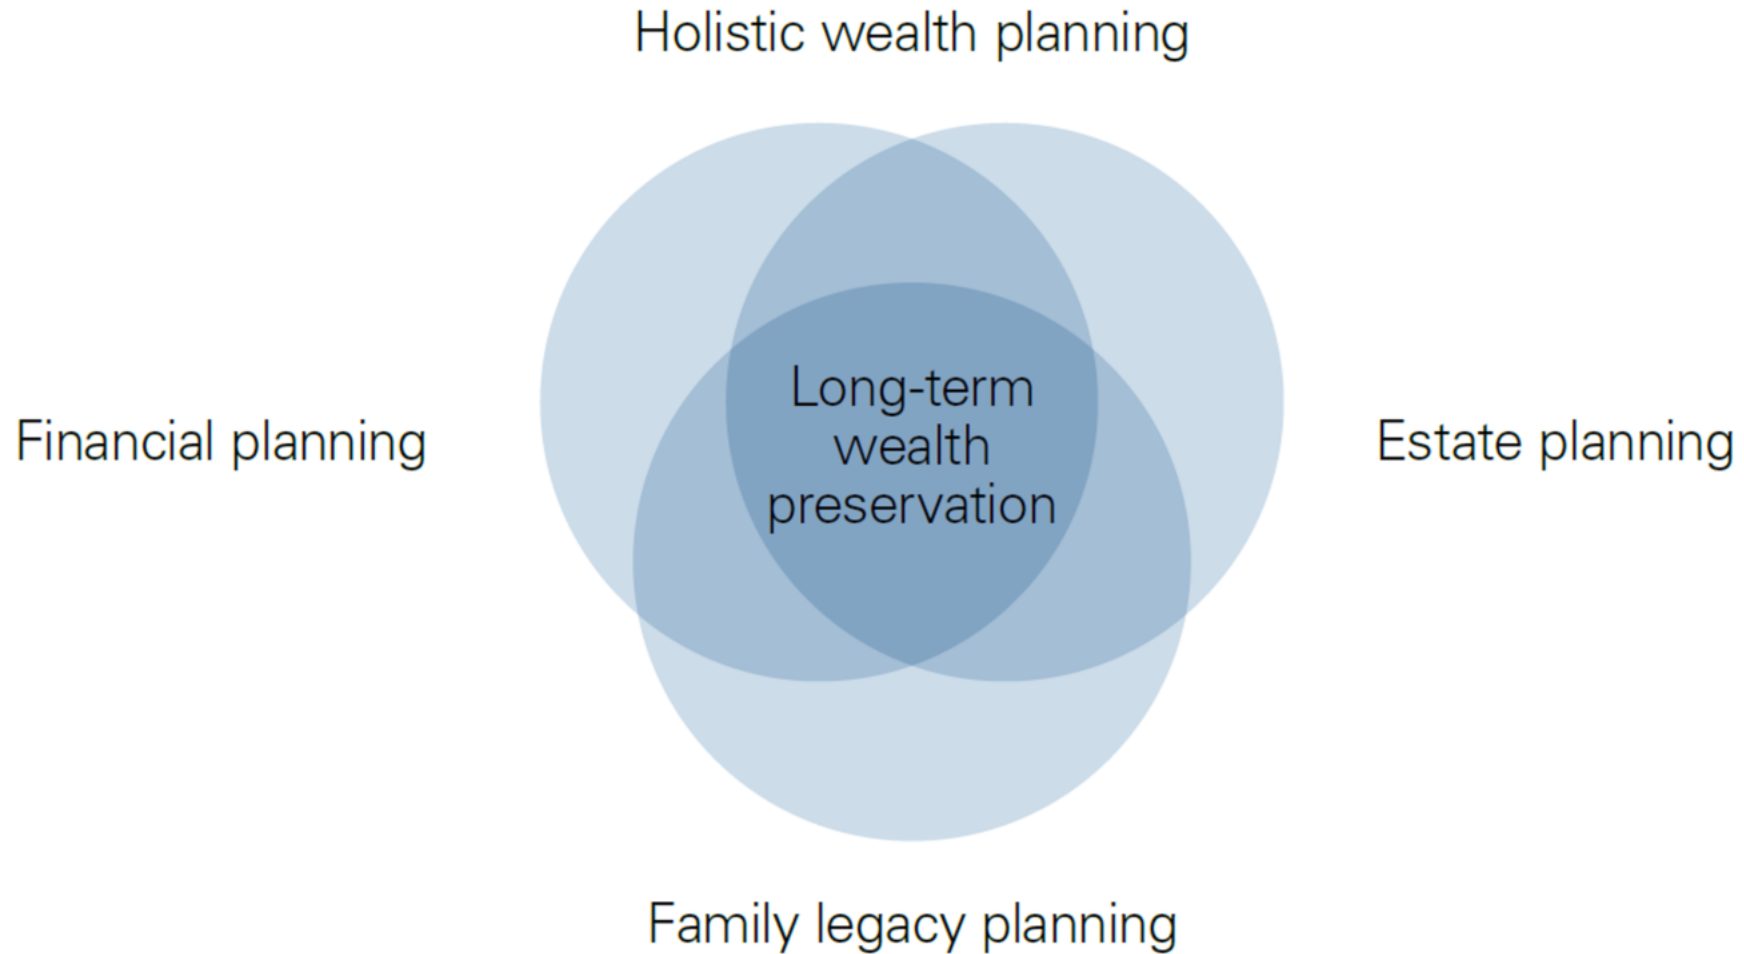 Holistic wealth planning
Financial planning
Long-term
wealth
preservation
Estate planning
Family legacy planning